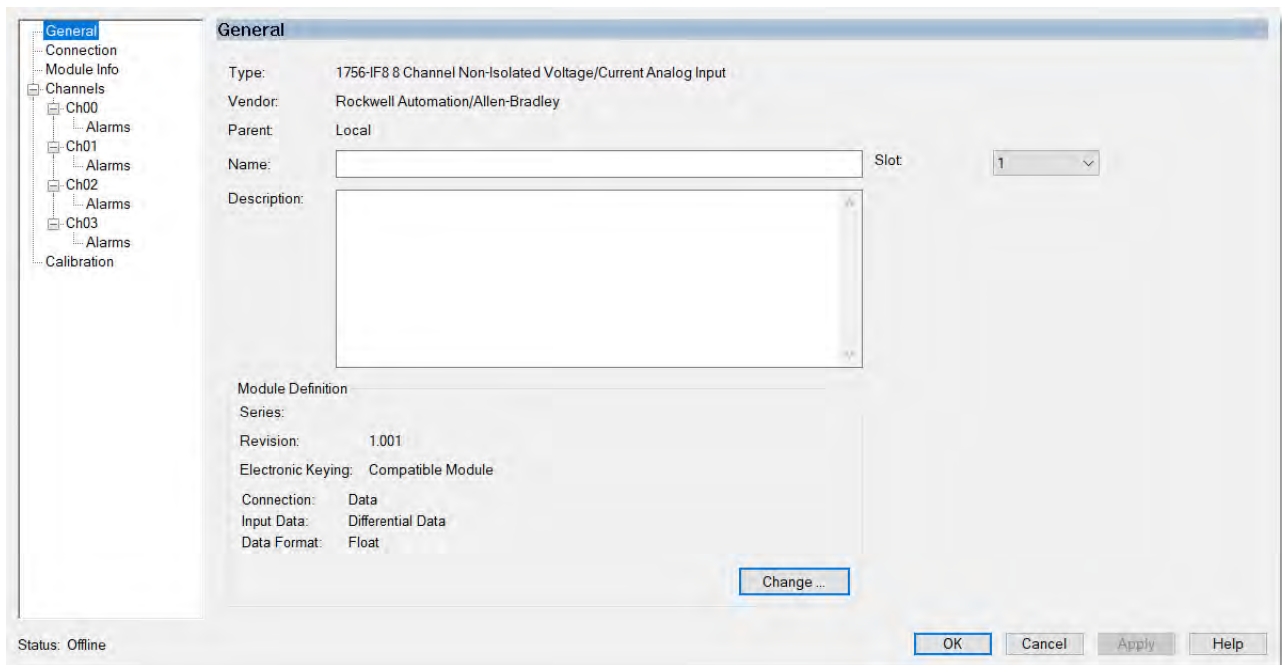 General
Connection
Module Info
Channels
Ch00
Alarms
Ch01
Alarms
Ch02
Alarms
Ch03
Alarms
Calibration
General
Type: 1756-IF8 8 Channel Non-Isolated Voltage/Current Analog Input
Vendor: Rockwell Automation/Allen-Bradley
Parent: Local
Name:
Slot: 1
Description:
Module Definition
Series:
Revision: 1.001
Electronic Keying: Compatible Module
Connection: Data
Input Data: Differential Data
Data Format: Float
Change ...
Status: Offline
OK Cancel Apply Help